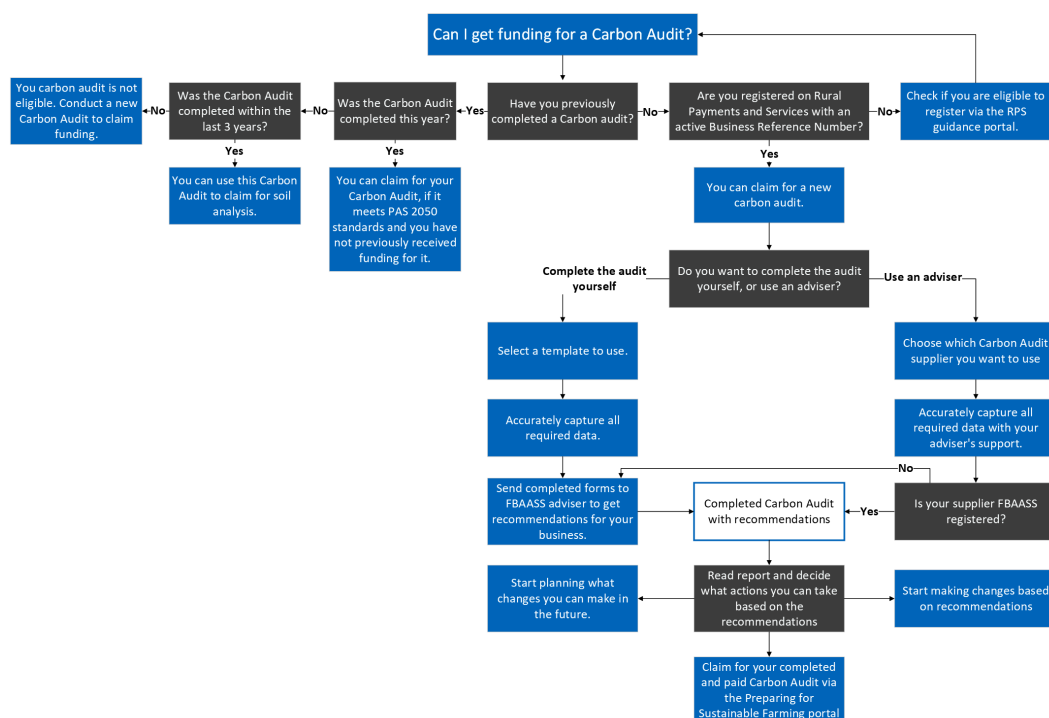 Can I get funding for a Carbon Audit?
You carbon audit is not
eligible. Conduct a new
Carbon Audit to claim
funding.
No
Was the Carbon Audit
completed within the
last 3 years?
No
Was the Carbon Audit
completed this year?
Yes
Have you previously
completed a Carbon audit?
No
Are you registered on Rural
Payments and Services with an
active Business Reference Number?
No
Check if you are eligible to
register via the RPS
guidance portal.
Yes
Yes
Yes
You can use this Carbon
Audit to claim for soil
analysis.
You can claim for your
Carbon Audit, if it
meets PAS 2050
standards and you have
not previously received
funding for it.
You can claim for a new
carbon audit.
Complete the audit
yourself
Do you want to complete the audit
yourself, or use an adviser?
Use an adviser
Select a template to use.
Choose which Carbon Audit
supplier you want to use
Accurately capture all
required data.
Accurately capture all
required data with your
adviser's support.
No
Send completed forms to
FBAASS adviser to get
recommendations for your
business.
Completed Carbon Audit
with recommendations
Yes
Is your supplier FBAASS
registered?
Start planning what
changes you can make in
the future.
Read report and decide
what actions you can take
based on the
recommendations
Start making changes based
on recommendations
Claim for your completed
and paid Carbon Audit via
the Preparing for
Sustainable Farming portal